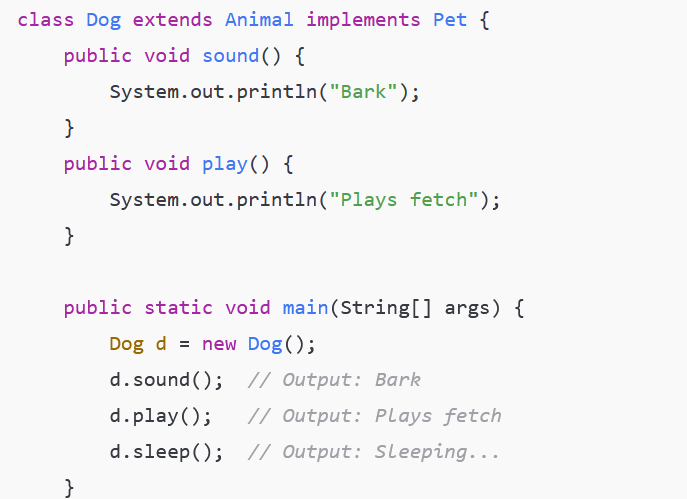 class Dog extends Animal implements Pet {
    public void sound() {
        System.out.println("Bark");
    }
    public void play() {
        System.out.println("Plays fetch");
    }

    public static void main(String[] args) {
        Dog d = new Dog();
        d.sound();  // Output: Bark
        d.play();   // Output: Plays fetch
        d.sleep();  // Output: Sleeping...
    }